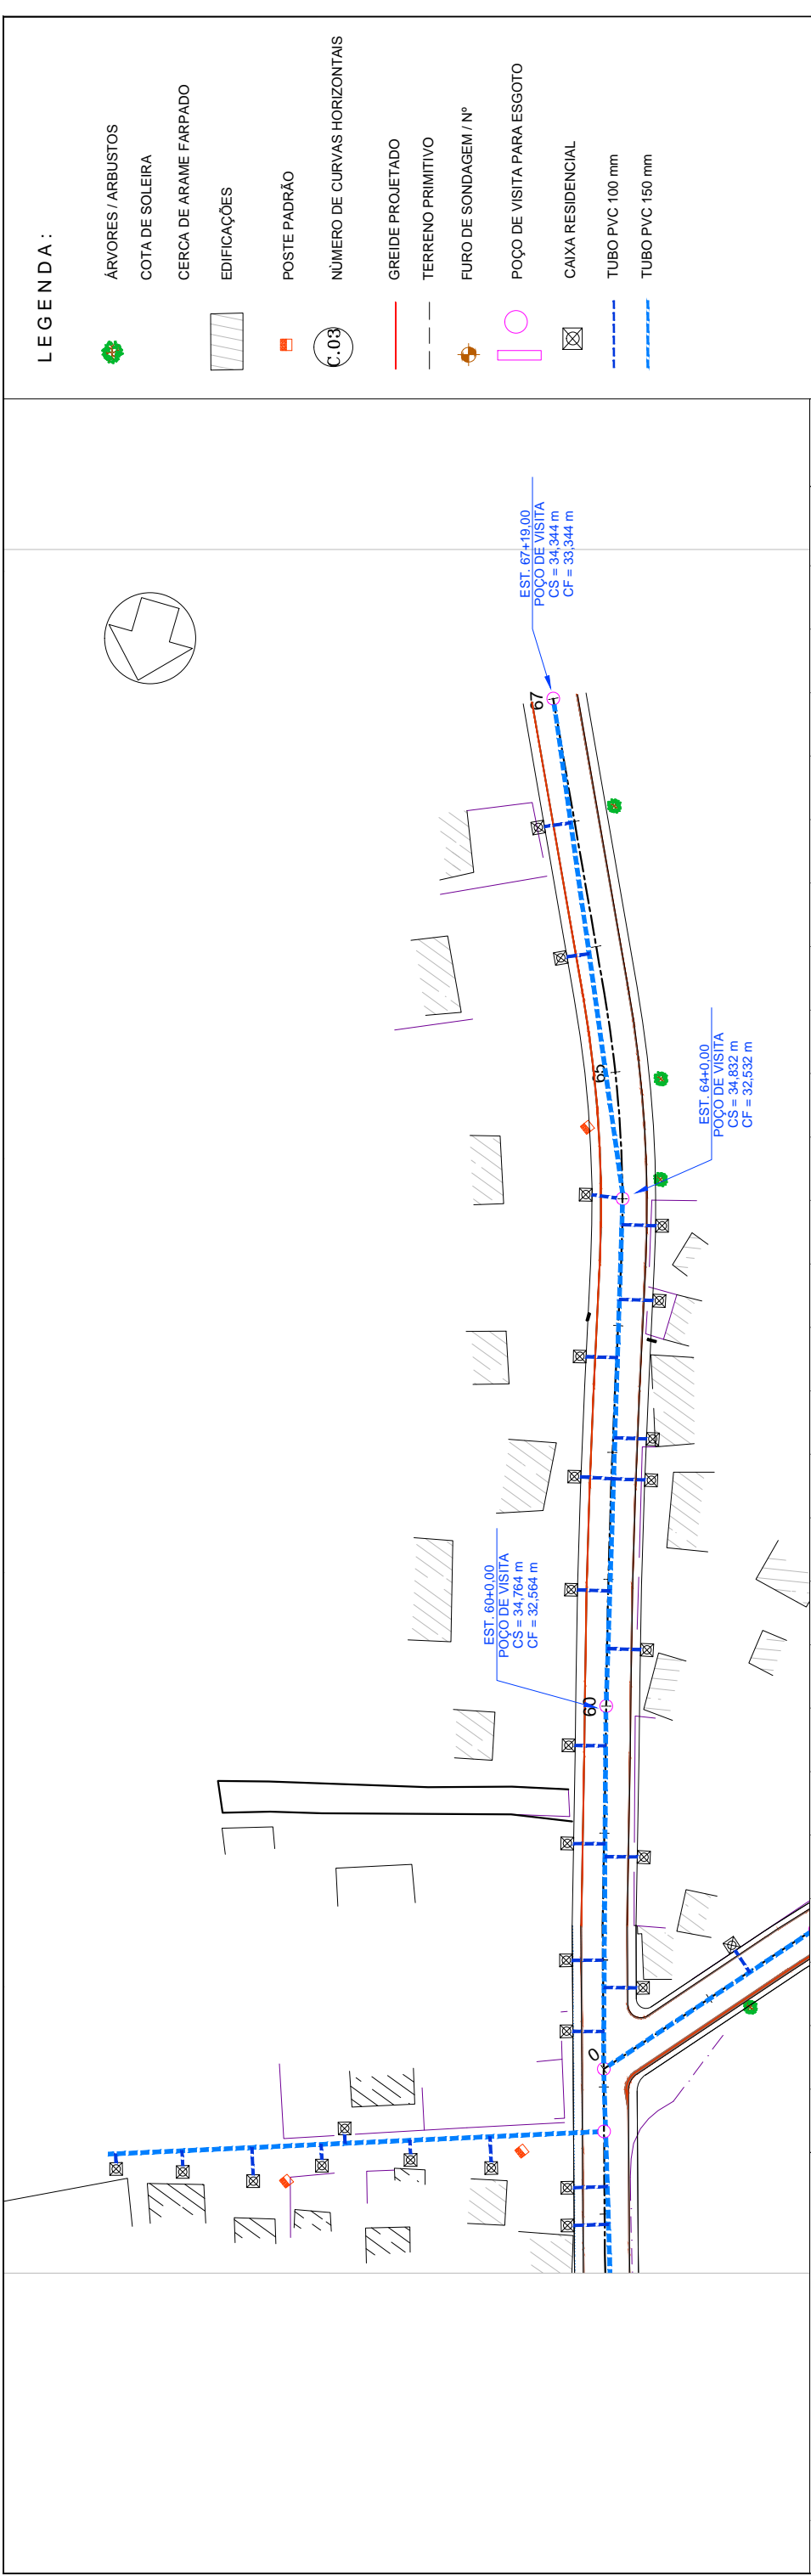 LEGENDA:
ÁRVORES / ARBUSTOS
COTA DE SOLEIRA
CERCA DE ARAME FARPADO
EDIFICAÇÕES
POSTE PADRÃO
C.03
NÚMERO DE CURVAS HORIZONTAIS
GREIDE PROJETADO
TERRENO PRIMITIVO
FURO DE SONDAGEM / Nº
POÇO DE VISITA PARA ESGOTO
CAIXA RESIDENCIAL
TUBO PVC 100 mm
TUBO PVC 150 mm
EST. 67+19,00
POÇO DE VISITA
CS = 34,344 m
CF = 33,344 m
67
65
EST. 64+0,00
POÇO DE VISITA
CS = 34,832 m
CF = 32,532 m
EST. 60+0,00
POÇO DE VISITA
CS = 34,764 m
CF = 32,564 m
60
0